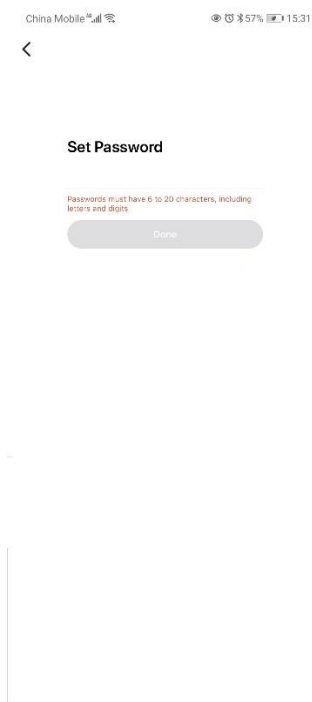 China Mobile 57% 15:31
Set Password
Passwords must have 6 to 20 characters, including
letters and digits
Done